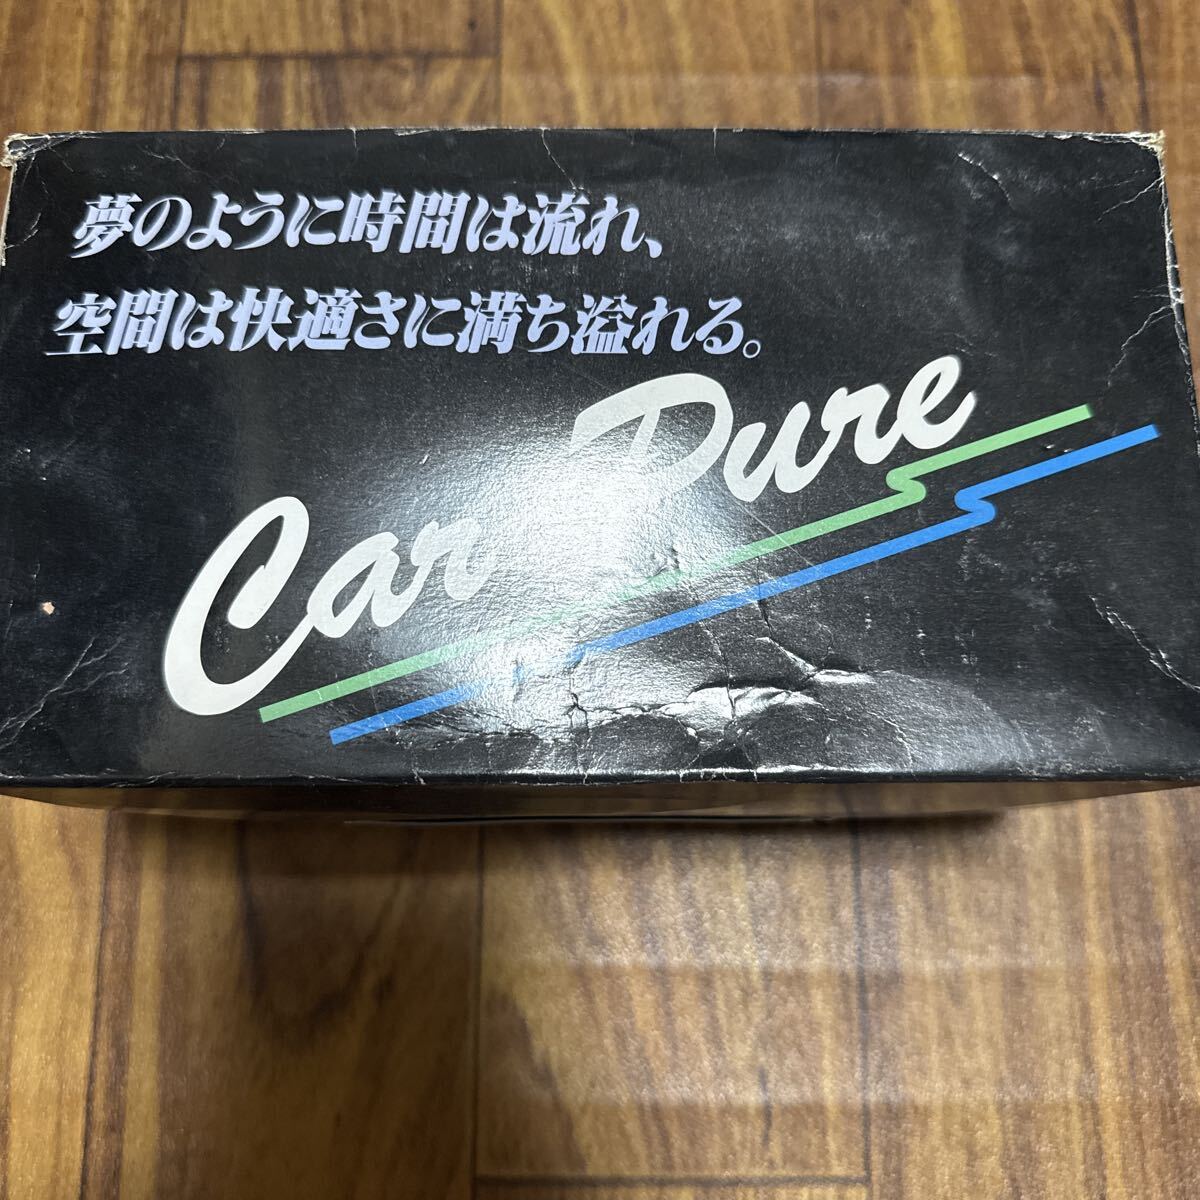 夢のように時間は流れ、
空間は快適さに満ち溢れる。
Car Pure